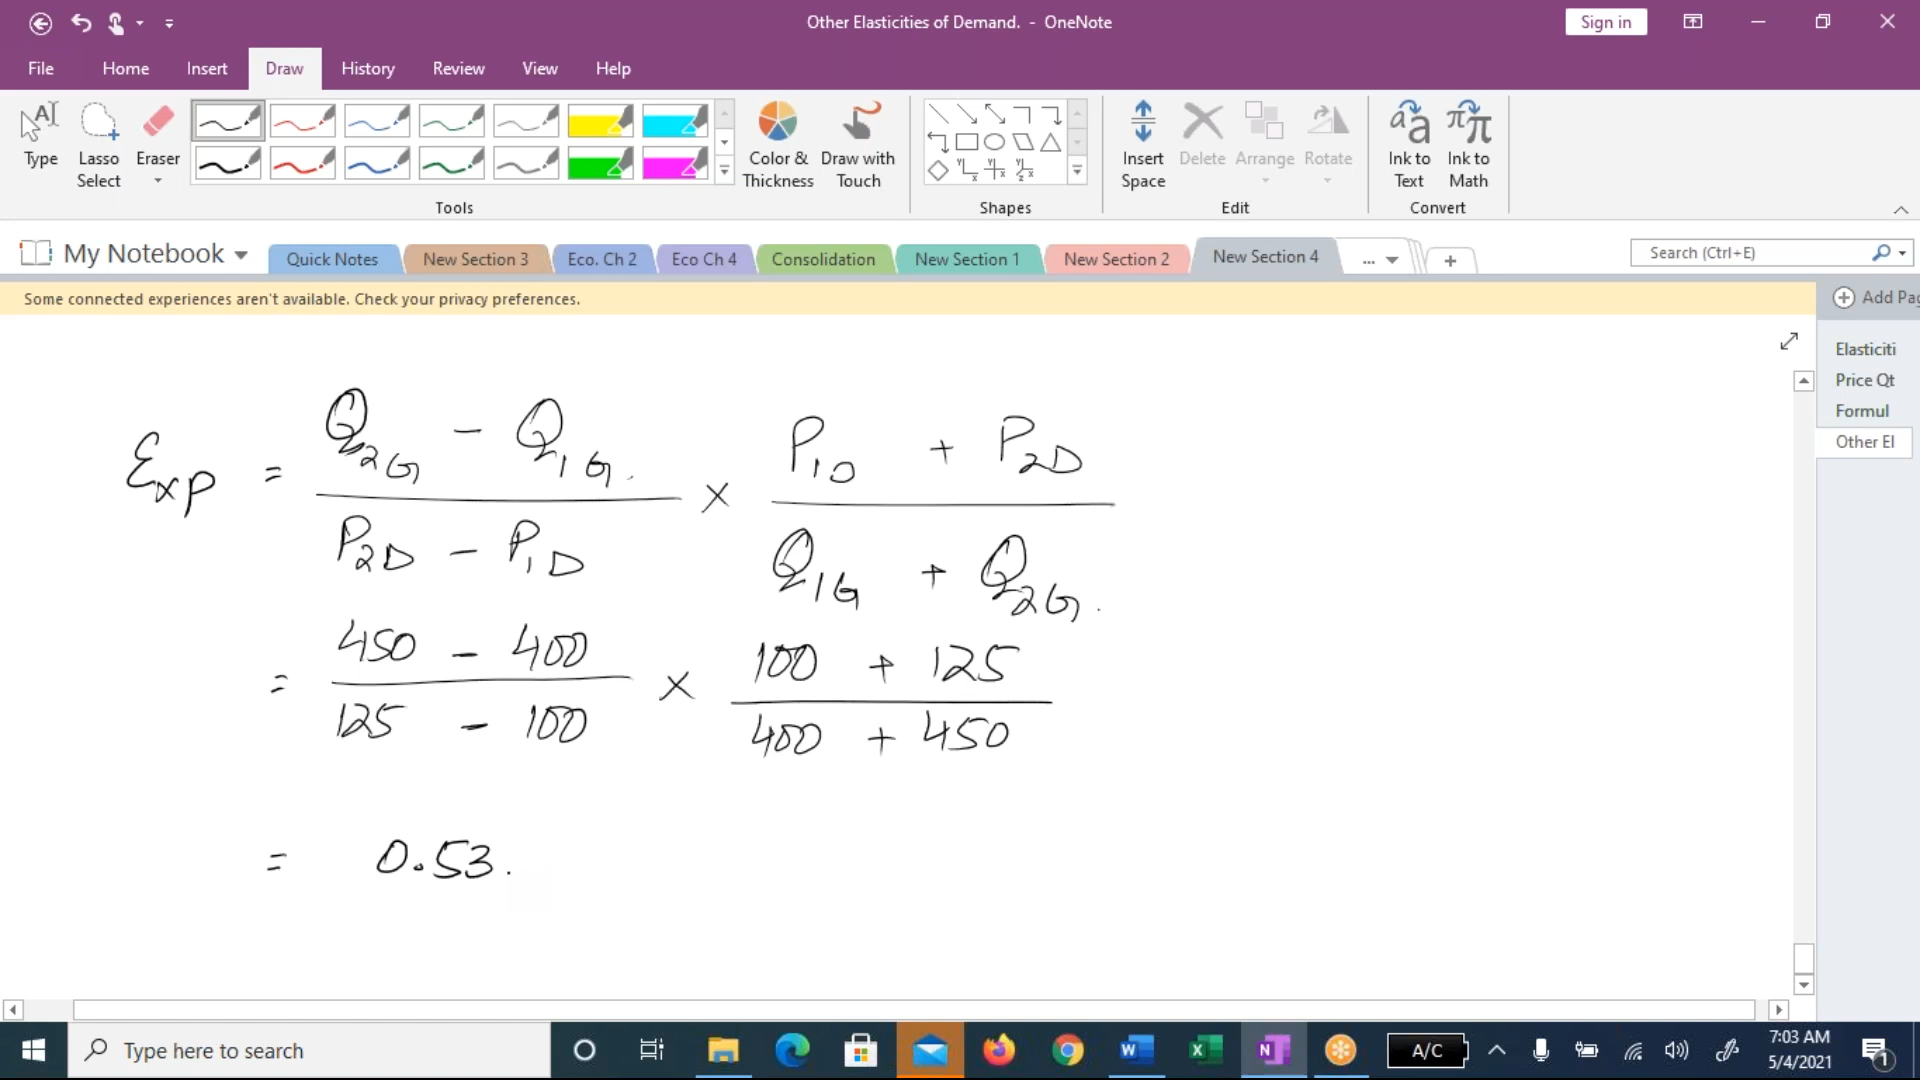 Other Elasticities of Demand. - OneNote
Sign in
File Home Insert Draw History Review View Help
Type Lasso Select Eraser
Color & Thickness Draw with Touch
Insert Space Delete Arrange Rotate
Ink to Text Ink to Math
Tools Shapes Edit Convert
My Notebook Quick Notes New Section 3 Eco. Ch 2 Eco Ch 4 Consolidation New Section 1 New Section 2 New Section 4 ... + Search (Ctrl+E)
Some connected experiences aren't available. Check your privacy preferences.
Add Pag
Elasticiti
Price Qt
Formul
Other El
Exp = Q2G - Q1G. / P2D - P1D × P1D + P2D / Q1G + Q2G.
= 450 - 400 / 125 - 100 × 100 + 125 / 400 + 450
= 0.53.
Type here to search
A/C
7:03 AM
5/4/2021
1